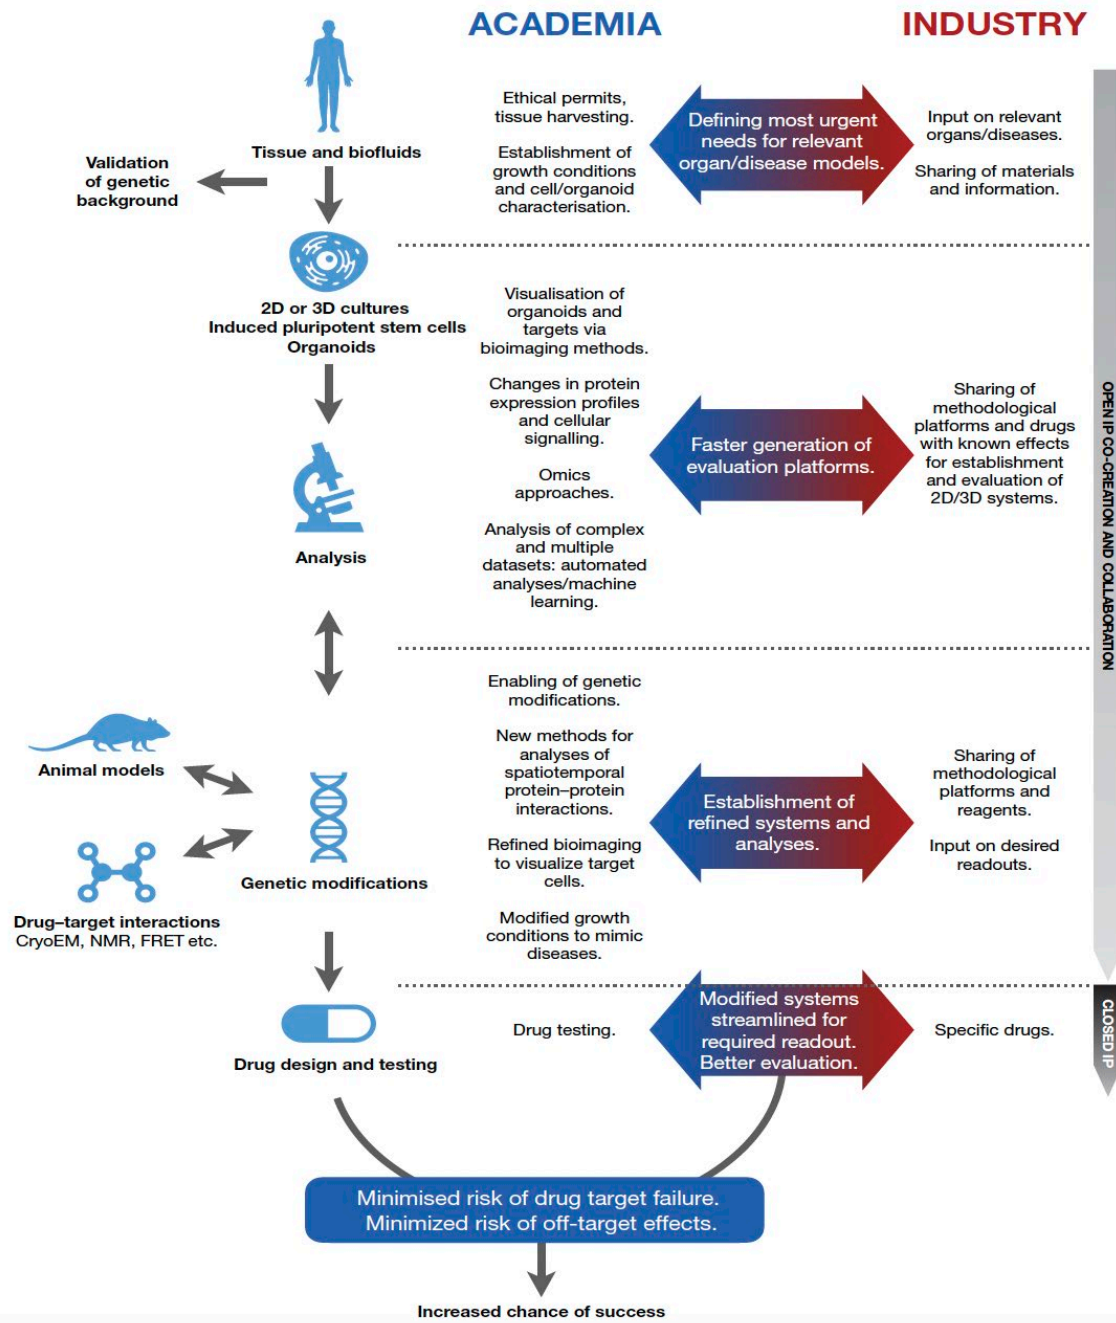 ACADEMIA
INDUSTRY
Tissue and biofluids
Validation
of genetic
background
Ethical permits,
tissue harvesting.
Establishment of
growth conditions
and cell/organoid
characterisation.
Defining most urgent
needs for relevant
organ/disease models.
Input on relevant
organs/diseases.
Sharing of materials
and information.
2D or 3D cultures
Induced pluripotent stem cells
Organoids
Analysis
Visualisation of
organoids and
targets via
bioimaging methods.
Changes in protein
expression profiles
and cellular
signalling.
Omics
approaches.
Analysis of complex
and multiple
datasets: automated
analyses/machine
learning.
Faster generation of
evaluation platforms.
Sharing of
methodological
platforms and drugs
with known effects
for establishment
and evaluation of
2D/3D systems.
OPEN IP CO-CREATION AND COLLABORATION
Animal models
Drug–target interactions
CryoEM, NMR, FRET etc.
Genetic modifications
Enabling of genetic
modifications.
New methods for
analyses of
spatiotemporal
protein–protein
interactions.
Refined bioimaging
to visualize target
cells.
Modified growth
conditions to mimic
diseases.
Establishment of
refined systems and
analyses.
Sharing of
methodological
platforms and
reagents.
Input on desired
readouts.
Drug design and testing
Drug testing.
Modified systems
streamlined for
required readout.
Better evaluation.
Specific drugs.
CLOSED IP
Minimised risk of drug target failure.
Minimized risk of off-target effects.
Increased chance of success